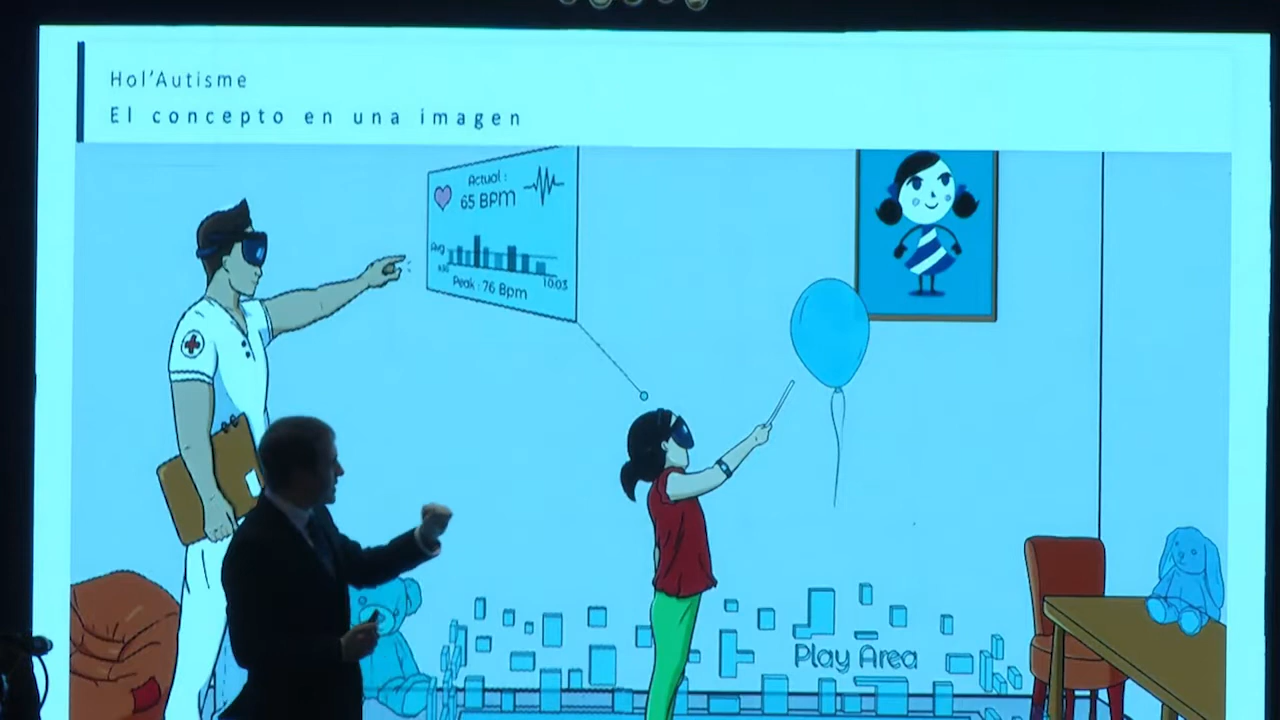 Hol'Autisme
El concepto en una imagen
Actual :
65 BPM
Avg
10:03
Peak : 76 Bpm
Play Area